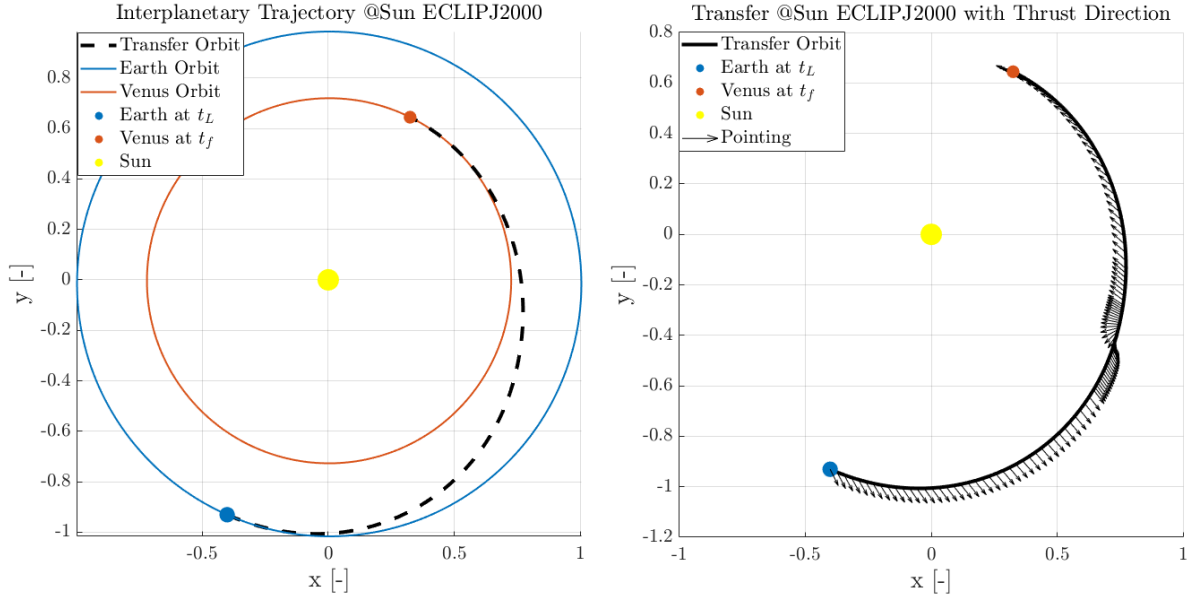 Interplanetary Trajectory @Sun ECLIPJ2000
Transfer Orbit
Earth Orbit
Venus Orbit
Earth at t_L
Venus at t_f
Sun
0.8
0.6
0.4
0.2
0
-0.2
-0.4
-0.6
-0.8
-1
y [-]
-0.5
0
0.5
1
x [-]
Transfer @Sun ECLIPJ2000 with Thrust Direction
Transfer Orbit
Earth at t_L
Venus at t_f
Sun
Pointing
0.8
0.6
0.4
0.2
0
-0.2
-0.4
-0.6
-0.8
-1
-1.2
y [-]
-1
-0.5
0
0.5
1
x [-]